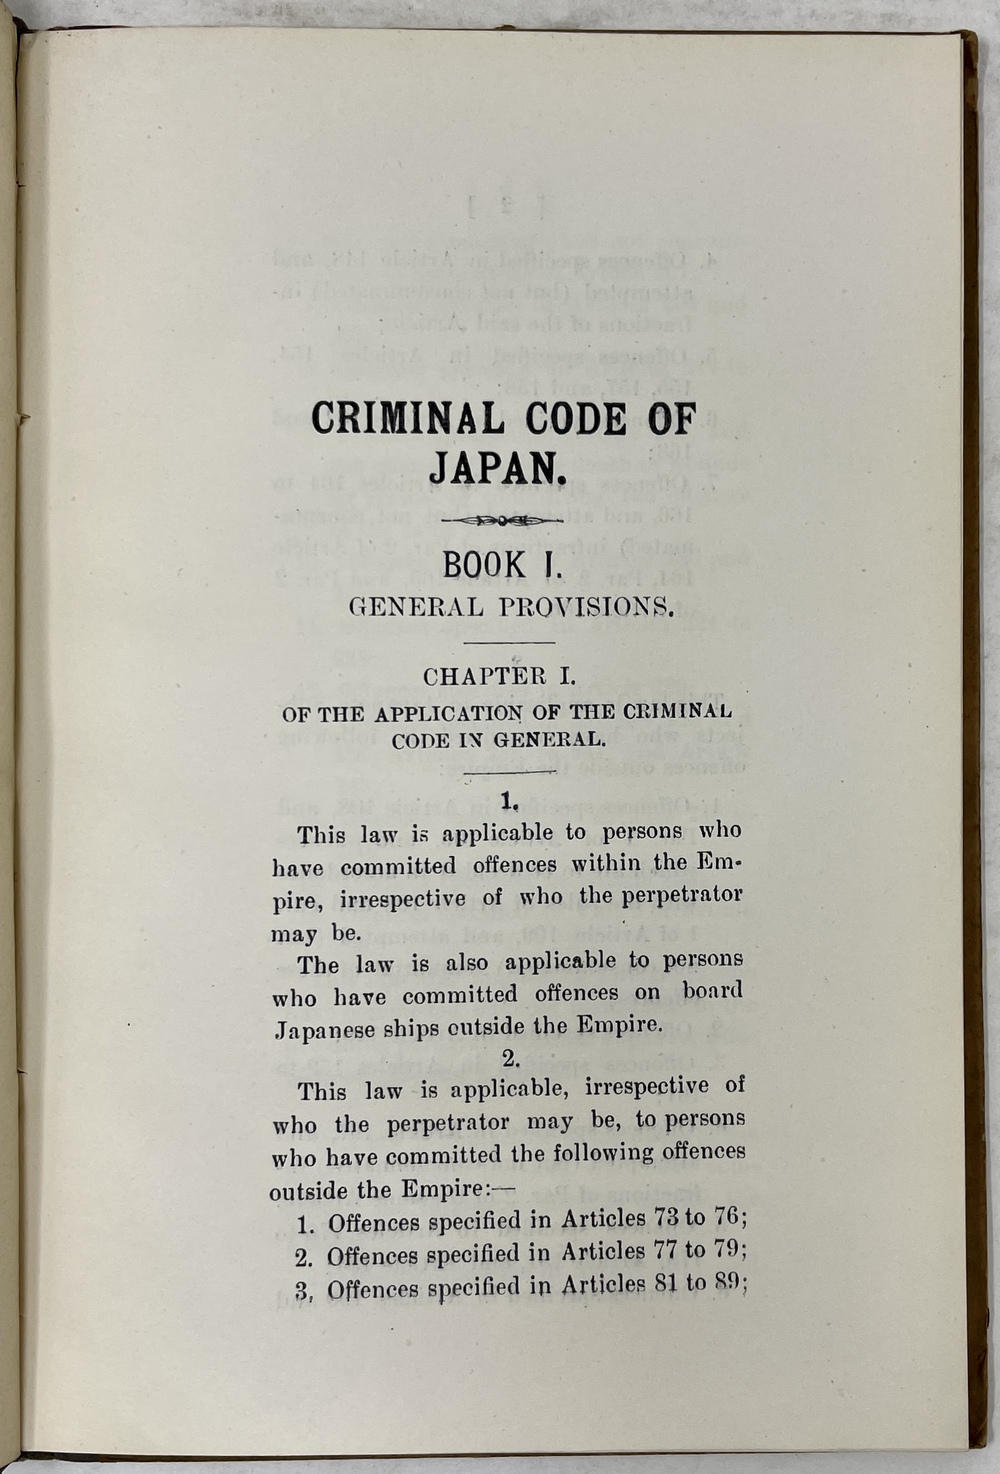 CRIMINAL CODE OF
JAPAN.
BOOK I.
GENERAL PROVISIONS.
CHAPTER I.
OF THE APPLICATION OF THE CRIMINAL
CODE IN GENERAL.
1.
This law is applicable to persons who
have committed offences within the Em-
pire, irrespective of who the perpetrator
may be.
The law is also applicable to persons
who have committed offences on board
Japanese ships outside the Empire.
2.
This law is applicable, irrespective of
who the perpetrator may be, to persons
who have committed the following offences
outside the Empire:—
1. Offences specified in Articles 73 to 76;
2. Offences specified in Articles 77 to 79;
3, Offences specified in Articles 81 to 89;